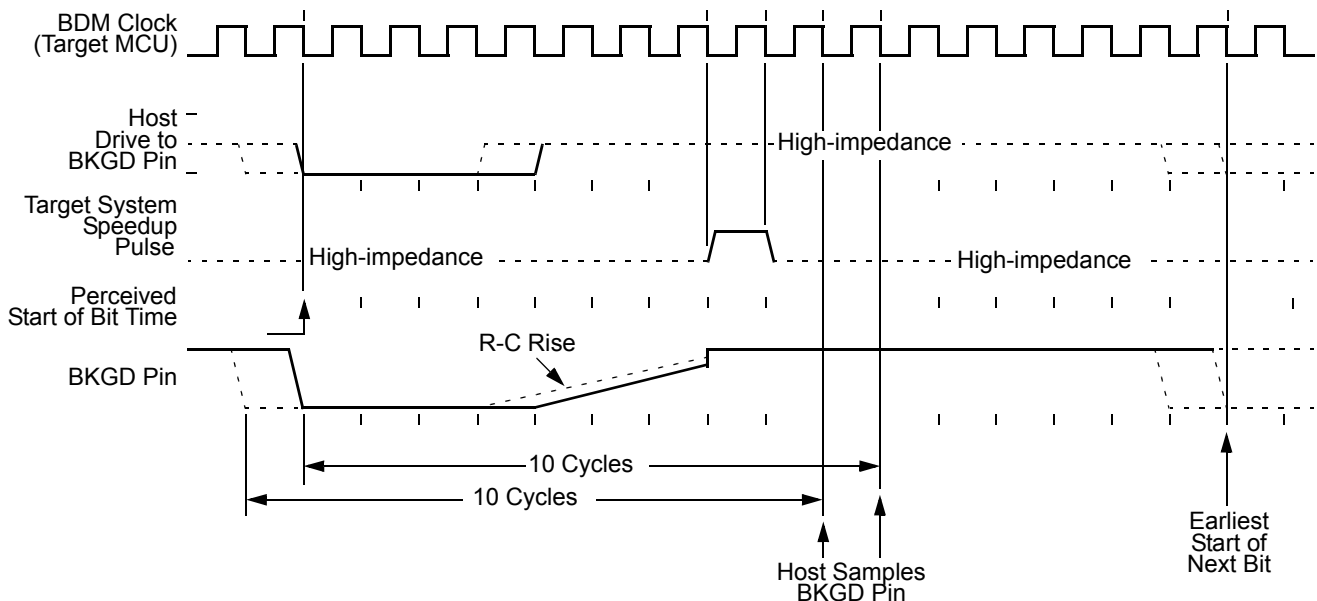 BDM Clock
(Target MCU)
Host
Drive to
BKGD Pin
High-impedance
Target System
Speedup
Pulse
High-impedance
High-impedance
Perceived
Start of Bit Time
R-C Rise
BKGD Pin
10 Cycles
10 Cycles
Host Samples
BKGD Pin
Earliest
Start of
Next Bit